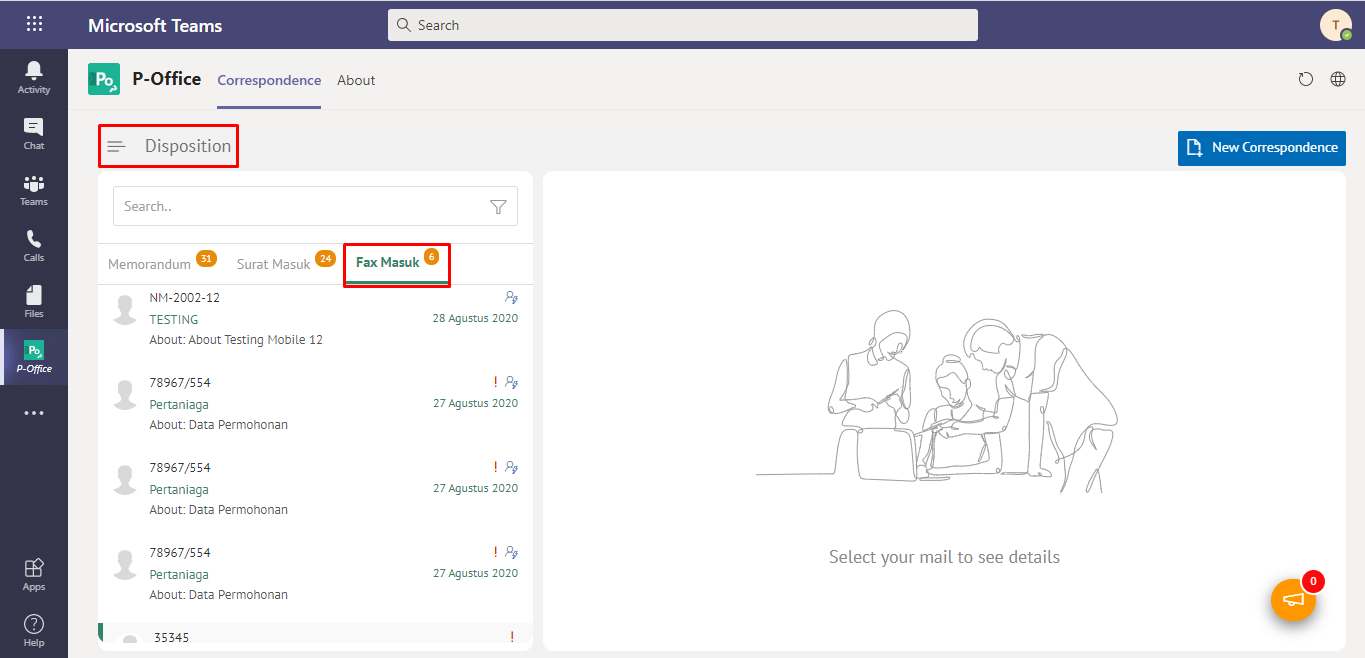 Microsoft Teams
Search
T
Activity
Chat
Teams
Calls
Files
Po
P-Office
Apps
Help
Po P-Office Correspondence About
Disposition
New Correspondence
Search..
Memorandum 31 Surat Masuk 24 Fax Masuk 6
NM-2002-12
TESTING 28 Agustus 2020
About: About Testing Mobile 12
78967/554 !
Pertaniaga 27 Agustus 2020
About: Data Permohonan
78967/554 !
Pertaniaga 27 Agustus 2020
About: Data Permohonan
78967/554 !
Pertaniaga 27 Agustus 2020
About: Data Permohonan
35345 !
Select your mail to see details
0